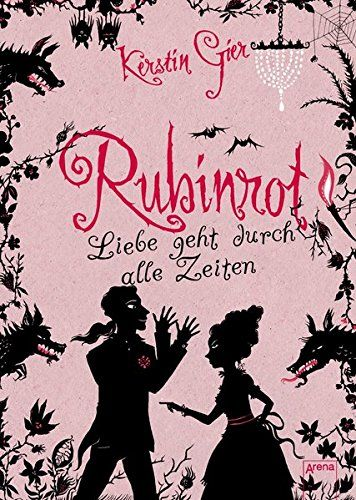 Kerstin Gier
Rubinrot
Liebe geht durch
alle Zeiten
Arena